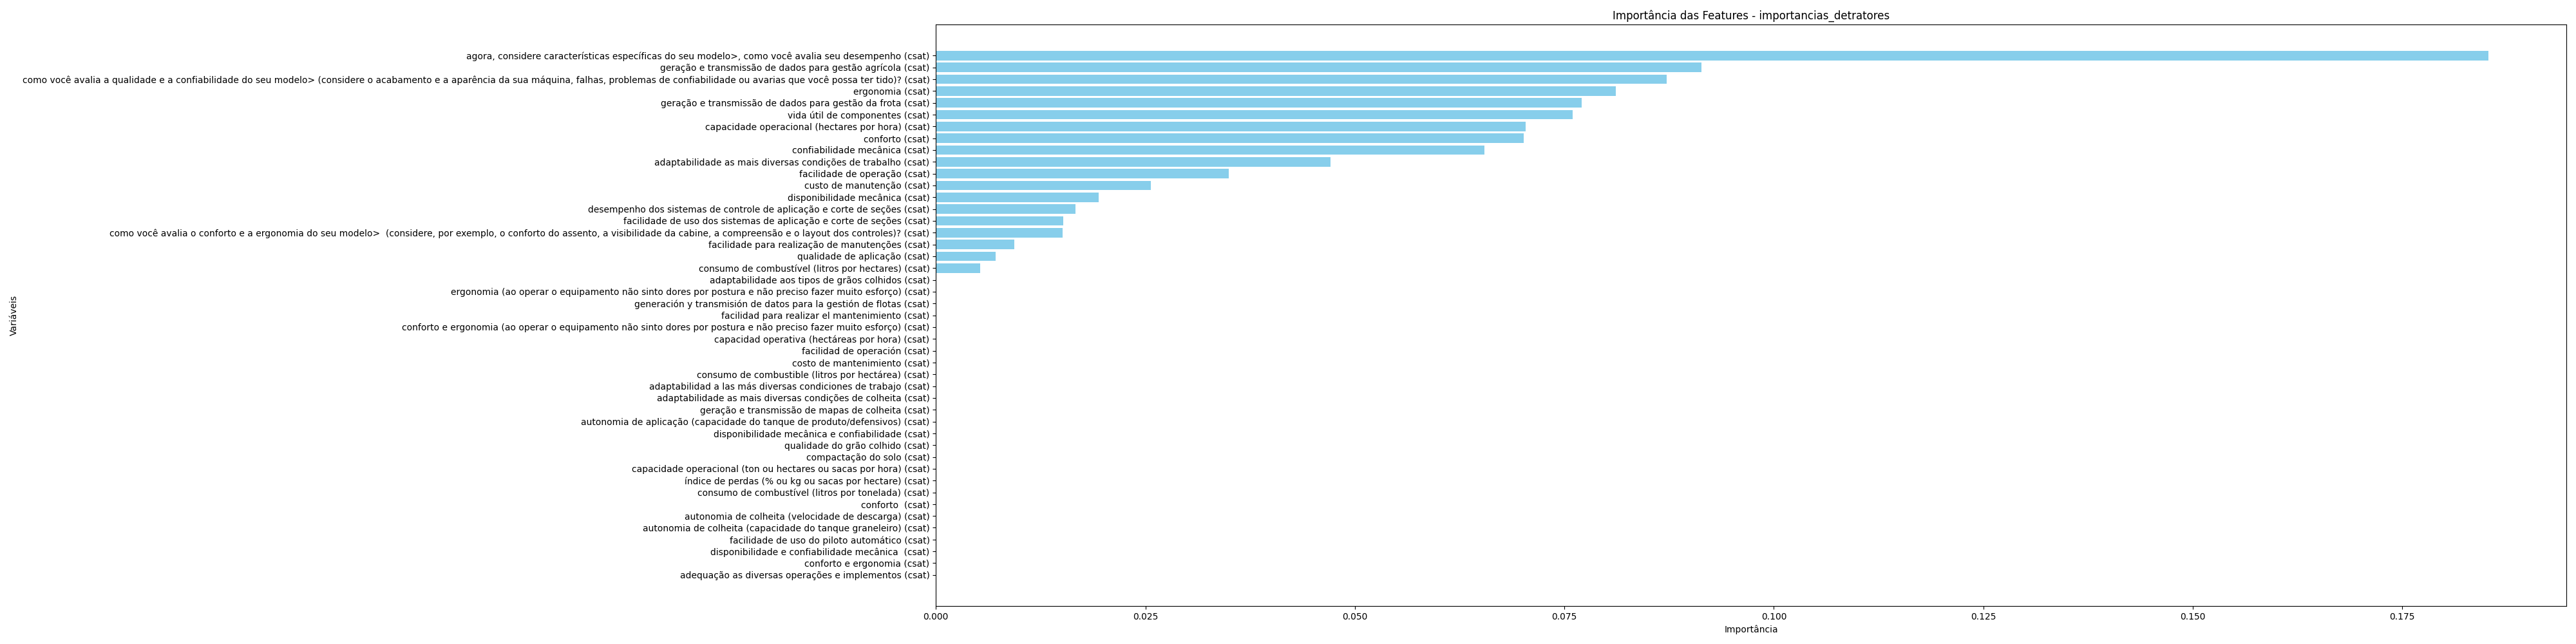 Importância das Features - importancias_detratores
agora, considere características específicas do seu modelo>, como você avalia seu desempenho (csat)
geração e transmissão de dados para gestão agrícola (csat)
como você avalia a qualidade e a confiabilidade do seu modelo> (considere o acabamento e a aparência da sua máquina, falhas, problemas de confiabilidade ou avarias que você possa ter tido)? (csat)
ergonomia (csat)
geração e transmissão de dados para gestão da frota (csat)
vida útil de componentes (csat)
capacidade operacional (hectares por hora) (csat)
conforto (csat)
confiabilidade mecânica (csat)
adaptabilidade as mais diversas condições de trabalho (csat)
facilidade de operação (csat)
custo de manutenção (csat)
disponibilidade mecânica (csat)
desempenho dos sistemas de controle de aplicação e corte de seções (csat)
facilidade de uso dos sistemas de aplicação e corte de seções (csat)
como você avalia o conforto e a ergonomia do seu modelo>  (considere, por exemplo, o conforto do assento, a visibilidade da cabine, a compreensão e o layout dos controles)? (csat)
facilidade para realização de manutenções (csat)
qualidade de aplicação (csat)
consumo de combustível (litros por hectares) (csat)
adaptabilidade aos tipos de grãos colhidos (csat)
ergonomia (ao operar o equipamento não sinto dores por postura e não preciso fazer muito esforço) (csat)
generación y transmisión de datos para la gestión de flotas (csat)
facilidad para realizar el mantenimiento (csat)
conforto e ergonomia (ao operar o equipamento não sinto dores por postura e não preciso fazer muito esforço) (csat)
capacidad operativa (hectáreas por hora) (csat)
facilidad de operación (csat)
costo de mantenimiento (csat)
consumo de combustible (litros por hectárea) (csat)
adaptabilidad a las más diversas condiciones de trabajo (csat)
adaptabilidade as mais diversas condições de colheita (csat)
geração e transmissão de mapas de colheita (csat)
autonomia de aplicação (capacidade do tanque de produto/defensivos) (csat)
disponibilidade mecânica e confiabilidade (csat)
qualidade do grão colhido (csat)
compactação do solo (csat)
capacidade operacional (ton ou hectares ou sacas por hora) (csat)
índice de perdas (% ou kg ou sacas por hectare) (csat)
consumo de combustível (litros por tonelada) (csat)
conforto  (csat)
autonomia de colheita (velocidade de descarga) (csat)
autonomia de colheita (capacidade do tanque graneleiro) (csat)
facilidade de uso do piloto automático (csat)
disponibilidade e confiabilidade mecânica  (csat)
conforto e ergonomia (csat)
adequação as diversas operações e implementos (csat)
Variáveis
0.000 0.025 0.050 0.075 0.100 0.125 0.150 0.175
Importância